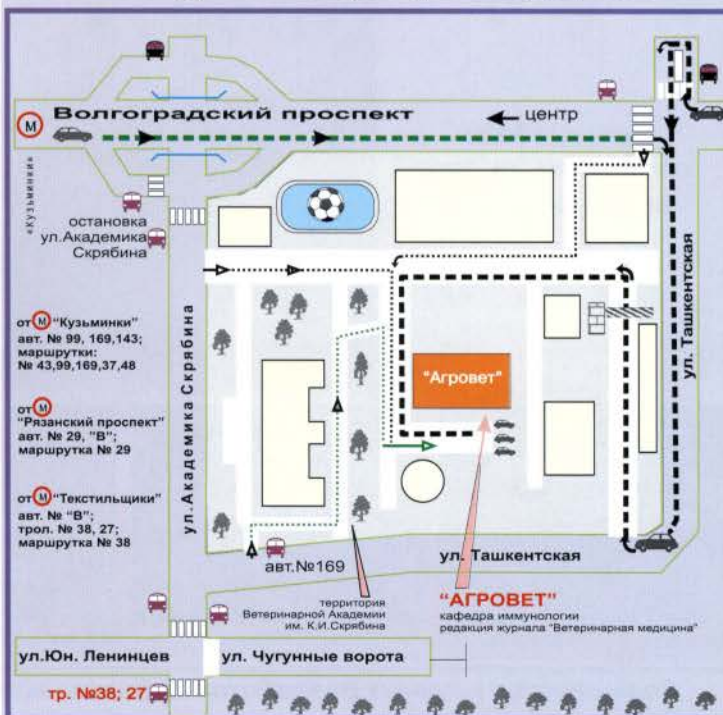 М
Волгоградский проспект
центр
«Кузьминки»
остановка
ул.Академика
Скрябина
от М "Кузьминки"
авт. № 99, 169,143;
маршрутки:
№ 43,99,169,37,48
от М
"Рязанский проспект"
авт. № 29, "В";
маршрутка № 29
от М "Текстильщики"
авт. № "В";
трол. № 38, 27;
маршрутка № 38
ул. Академика Скрябина
"Агровет"
ул. Ташкентская
ул. Ташкентская
авт.№169
территория
Ветеринарной Академии
им. К.И.Скрябина
"АГРОВЕТ"
кафедра иммунологии
редакция журнала "Ветеринарная медицина"
ул.Юн. Ленинцев
ул. Чугунные ворота
тр. №38; 27